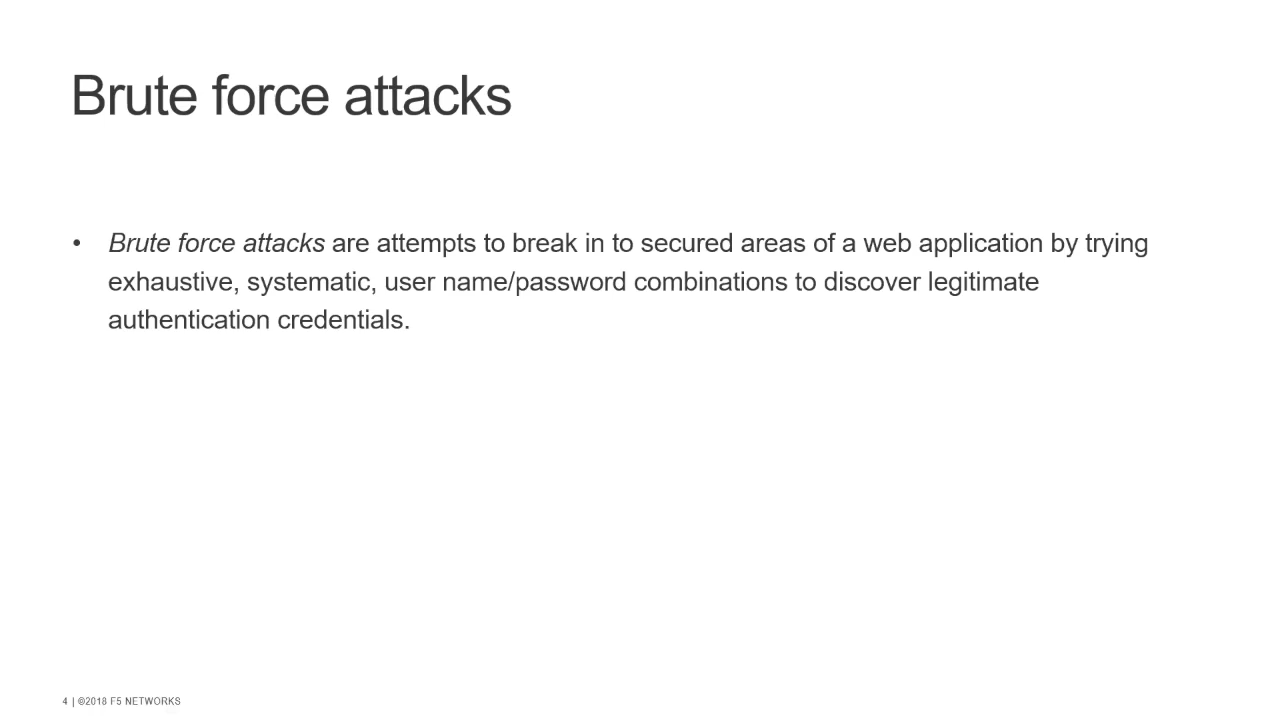 Brute force attacks
• Brute force attacks are attempts to break in to secured areas of a web application by trying
exhaustive, systematic, user name/password combinations to discover legitimate
authentication credentials.
4 | ©2018 F5 NETWORKS